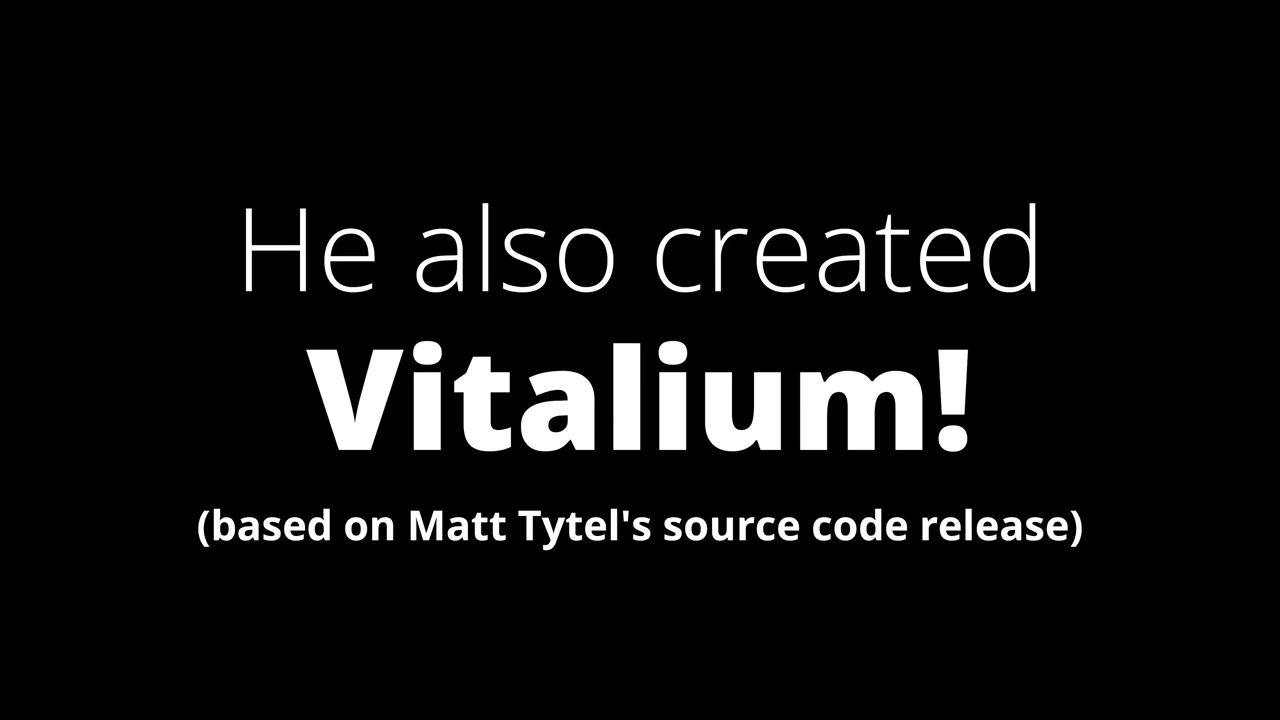 He also created
Vitalium!
(based on Matt Tytel's source code release)